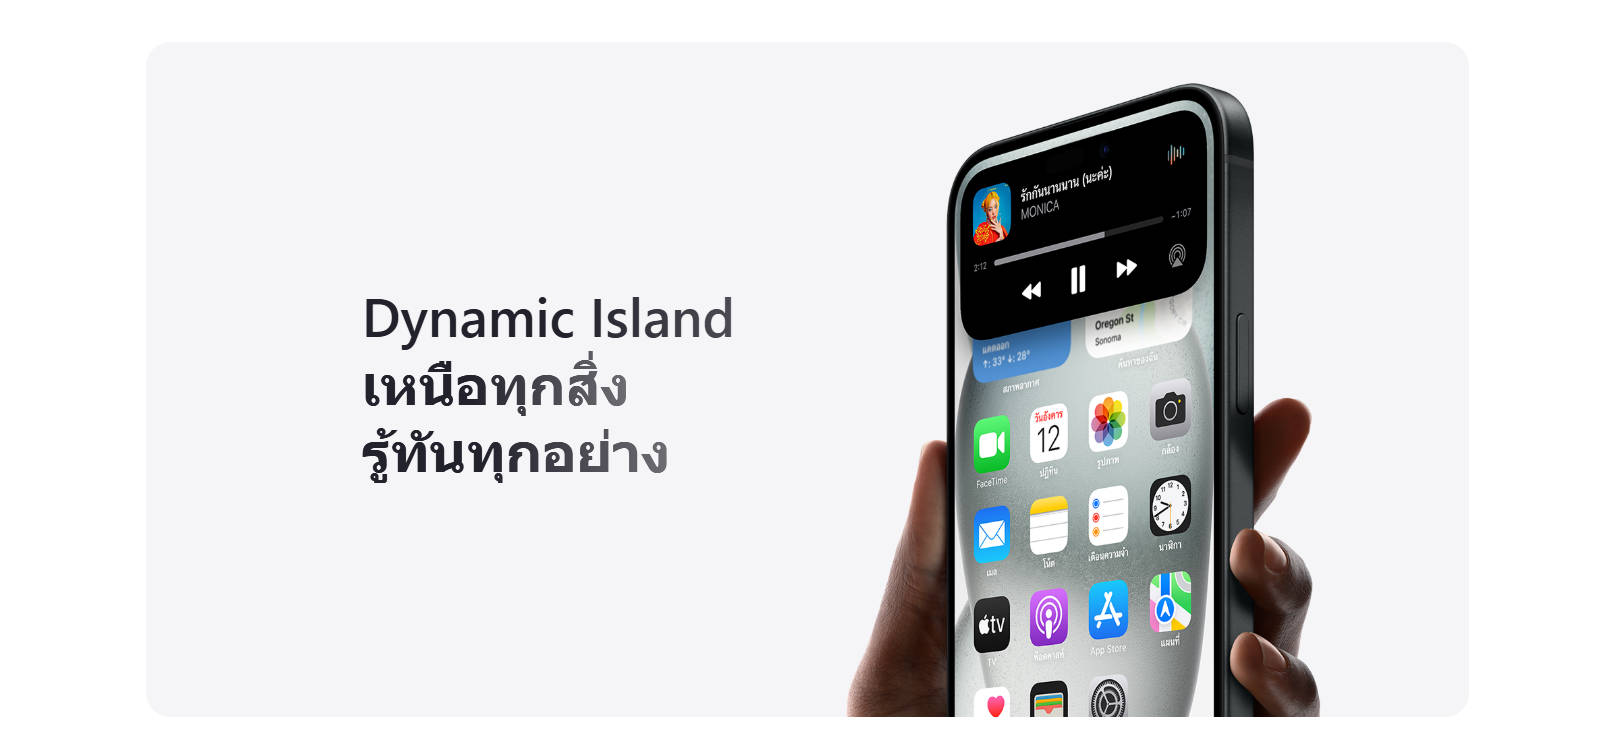 Dynamic Island
เหนือทุกสิ่ง
รู้ทันทุกอย่าง
รักกันนานนาน (นะคะ)
MONICA
2:12
-1:07
แดดออก
↑: 33° ↓: 28°
สภาพอากาศ
Oregon St
Sonoma
ค้นหาของฉัน
FaceTime
วันอังคาร
12
ปฏิทิน
รูปภาพ
กล้อง
เมล
โน้ต
เตือนความจำ
นาฬิกา
tv
TV
พ็อดคาสท์
App Store
แผนที่